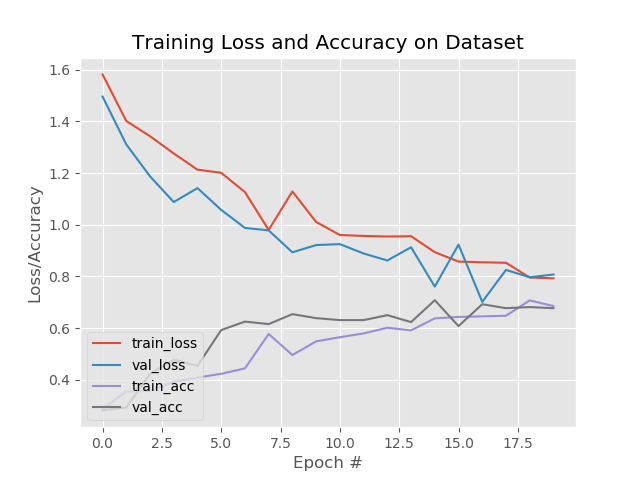 Training Loss and Accuracy on Dataset
1.6
1.4
1.2
1.0
0.8
0.6
0.4
Loss/Accuracy
train_loss
val_loss
train_acc
val_acc
0.0 2.5 5.0 7.5 10.0 12.5 15.0 17.5
Epoch #